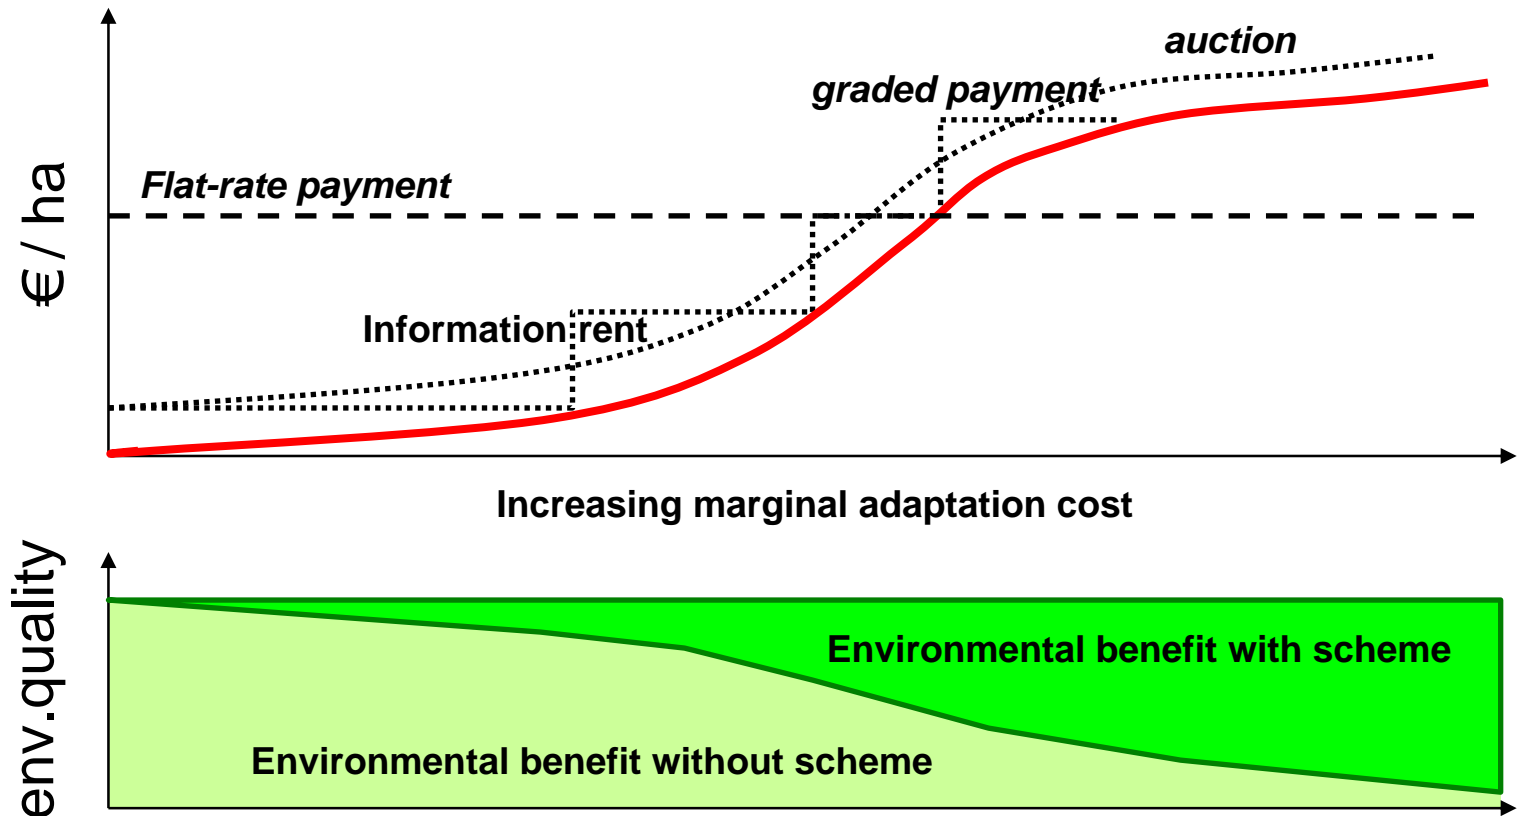 auction
graded payment
Flat-rate payment
€ / ha
Information rent
Increasing marginal adaptation cost
env.quality
Environmental benefit with scheme
Environmental benefit without scheme